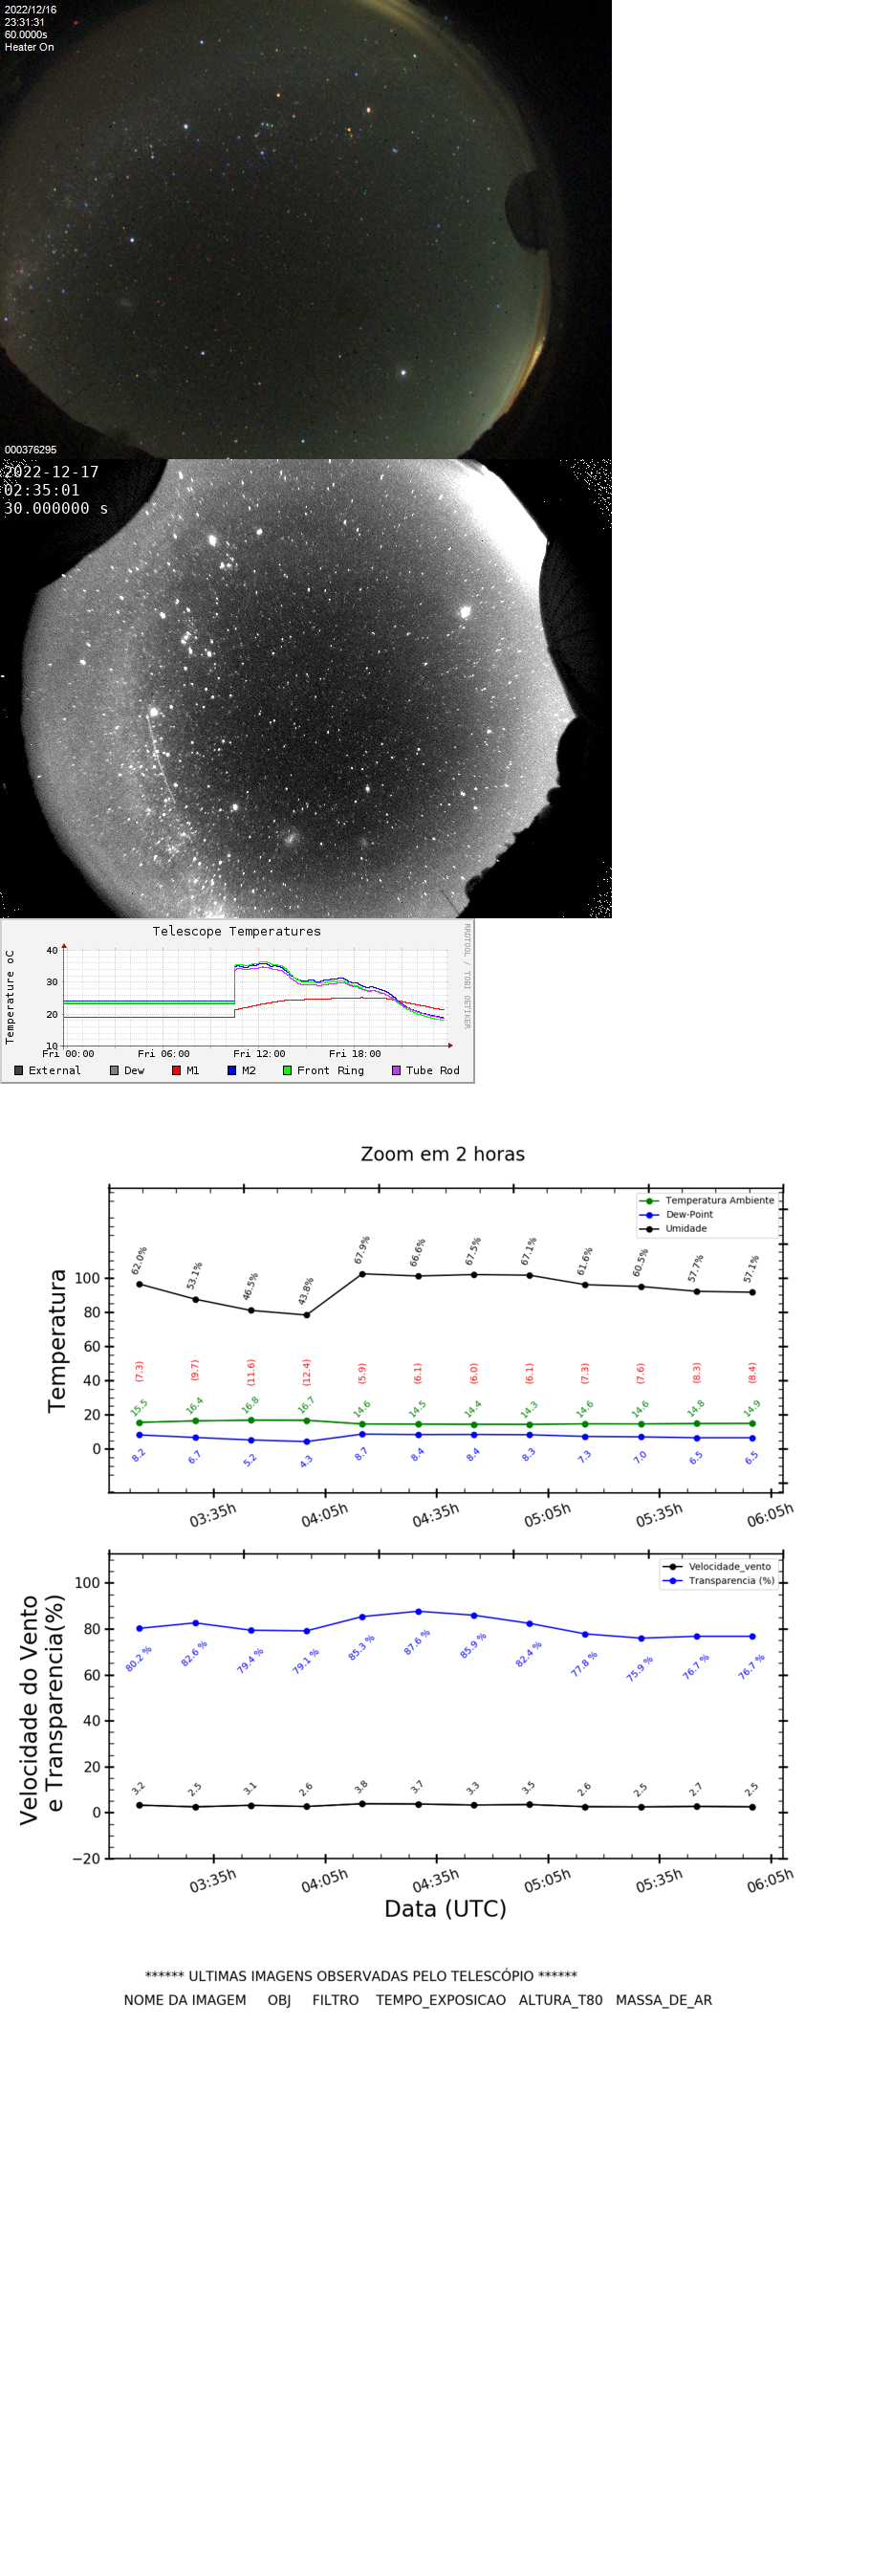 2022/12/16
23:31:31
60.0000s
Heater On
000376295
2022-12-17
02:35:01
30.000000 s
Telescope Temperatures
RRDTOOL / TOBI OETIKER
Temperature oC
40
30
20
10
Fri 00:00 Fri 06:00 Fri 12:00 Fri 18:00
External Dew M1 M2 Front Ring Tube Rod
Zoom em 2 horas
Temperatura Ambiente
Dew-Point
Umidade
Temperatura
100
80
60
40
20
0
62.0% 53.1% 46.5% 43.8% 67.9% 66.6% 67.5% 67.1% 61.6% 60.5% 57.7% 57.1%
(7.3) (9.7) (11.6) (12.4) (5.9) (6.1) (6.0) (6.1) (7.3) (7.6) (8.3) (8.4)
15.5 16.4 16.8 16.7 14.6 14.5 14.4 14.3 14.6 14.6 14.8 14.9
8.2 6.7 5.2 4.3 8.7 8.4 8.4 8.3 7.3 7.0 6.5 6.5
03:35h 04:05h 04:35h 05:05h 05:35h 06:05h
Velocidade_vento
Transparencia (%)
Velocidade do Vento
e Transparencia(%)
100
80
60
40
20
0
−20
80.2 % 82.6 % 79.4 % 79.1 % 85.3 % 87.6 % 85.9 % 82.4 % 77.8 % 75.9 % 76.7 % 76.7 %
3.2 2.5 3.1 2.6 3.8 3.7 3.3 3.5 2.6 2.5 2.7 2.5
03:35h 04:05h 04:35h 05:05h 05:35h 06:05h
Data (UTC)
****** ULTIMAS IMAGENS OBSERVADAS PELO TELESCÓPIO ******
NOME DA IMAGEM OBJ FILTRO TEMPO_EXPOSICAO ALTURA_T80 MASSA_DE_AR